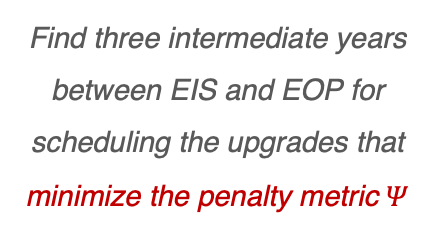 Find three intermediate years
between EIS and EOP for
scheduling the upgrades that
minimize the penalty metric Ψ